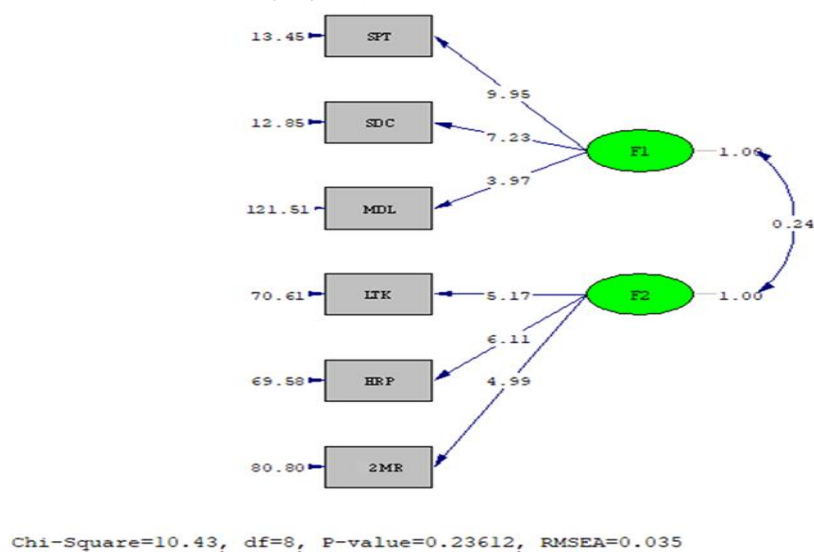 13.45 SPT
9.95
12.85 SDC
7.23
F1 1.00
3.97
121.51 MDL
0.24
70.61 LTK 5.17 F2 1.00
6.11
69.58 HRP 4.99
80.80 2MR
Chi-Square=10.43, df=8, P-value=0.23612, RMSEA=0.035